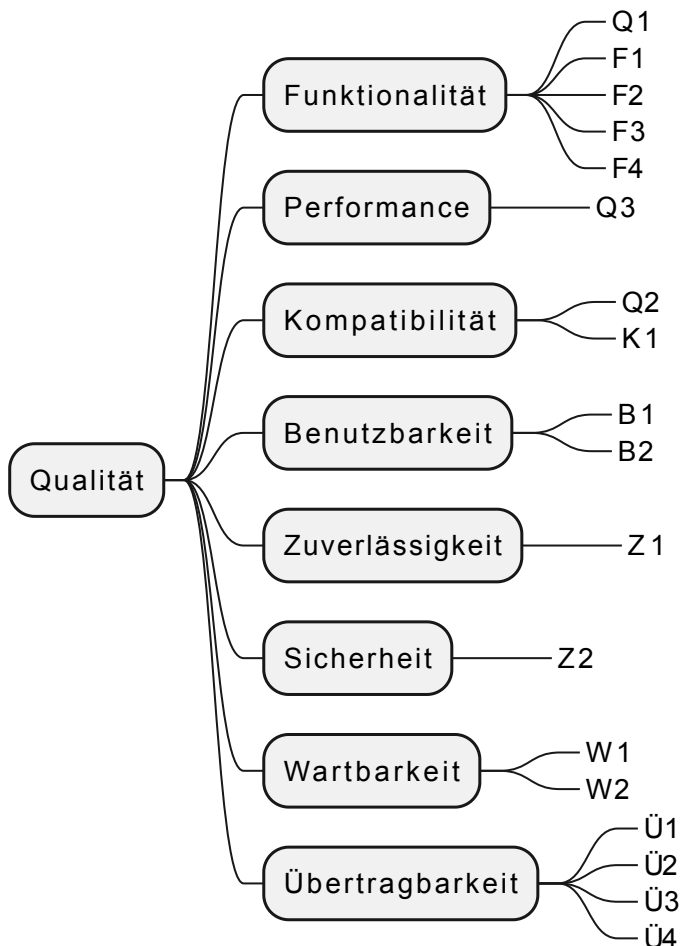 Qualität
Funktionalität
Q1
F1
F2
F3
F4
Performance
Q3
Kompatibilität
Q2
K1
Benutzbarkeit
B1
B2
Zuverlässigkeit
Z1
Sicherheit
Z2
Wartbarkeit
W1
W2
Übertragbarkeit
Ü1
Ü2
Ü3
Ü4